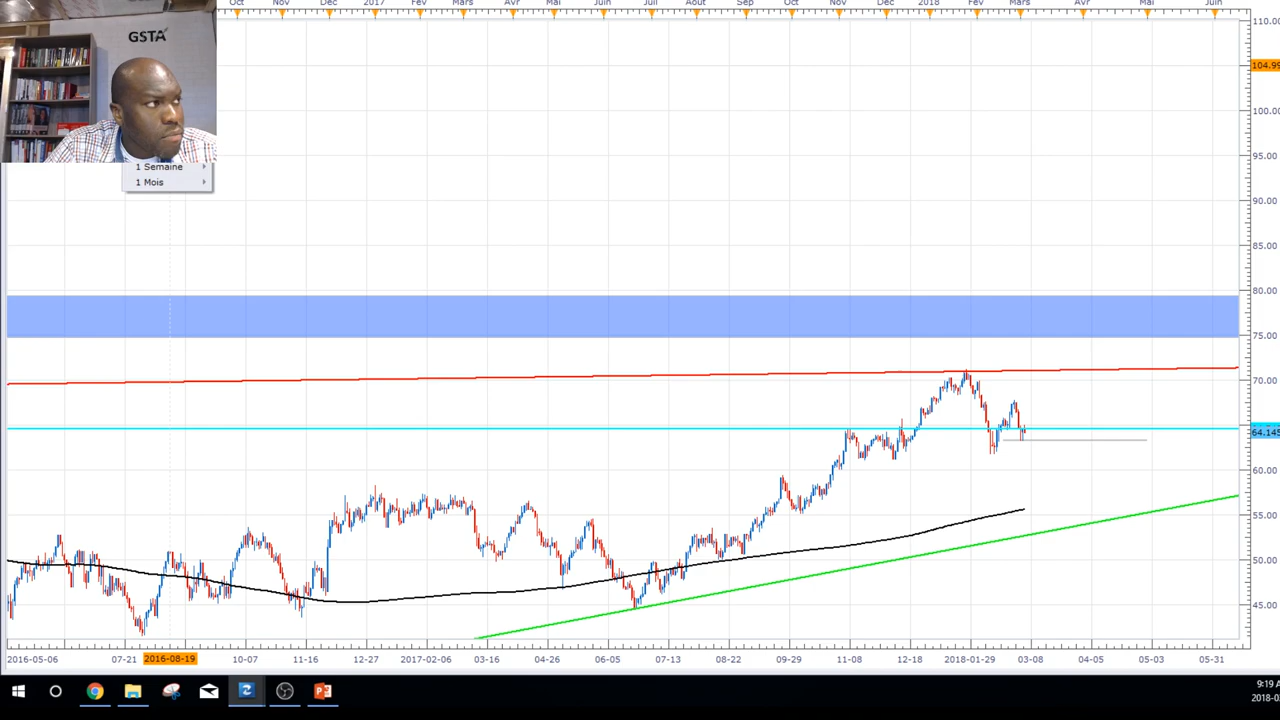 Oct Nov Dec 2017 Fev Mars Avr Mai Juin Juil Aout Sep Oct Nov Dec 2018 Fev Mars Avr Mai Juin
GSTA
110.00
104.99
100.00
95.00
1 Semaine
1 Mois
90.00
85.00
80.00
75.00
70.00
64.145
60.00
55.00
50.00
45.00
2016-05-06 07-21 2016-08-19 10-07 11-16 12-27 2017-02-06 03-16 04-26 06-05 07-13 08-22 09-29 11-08 12-18 2018-01-29 03-08 04-05 05-03 05-31
9:19 A
2018-0